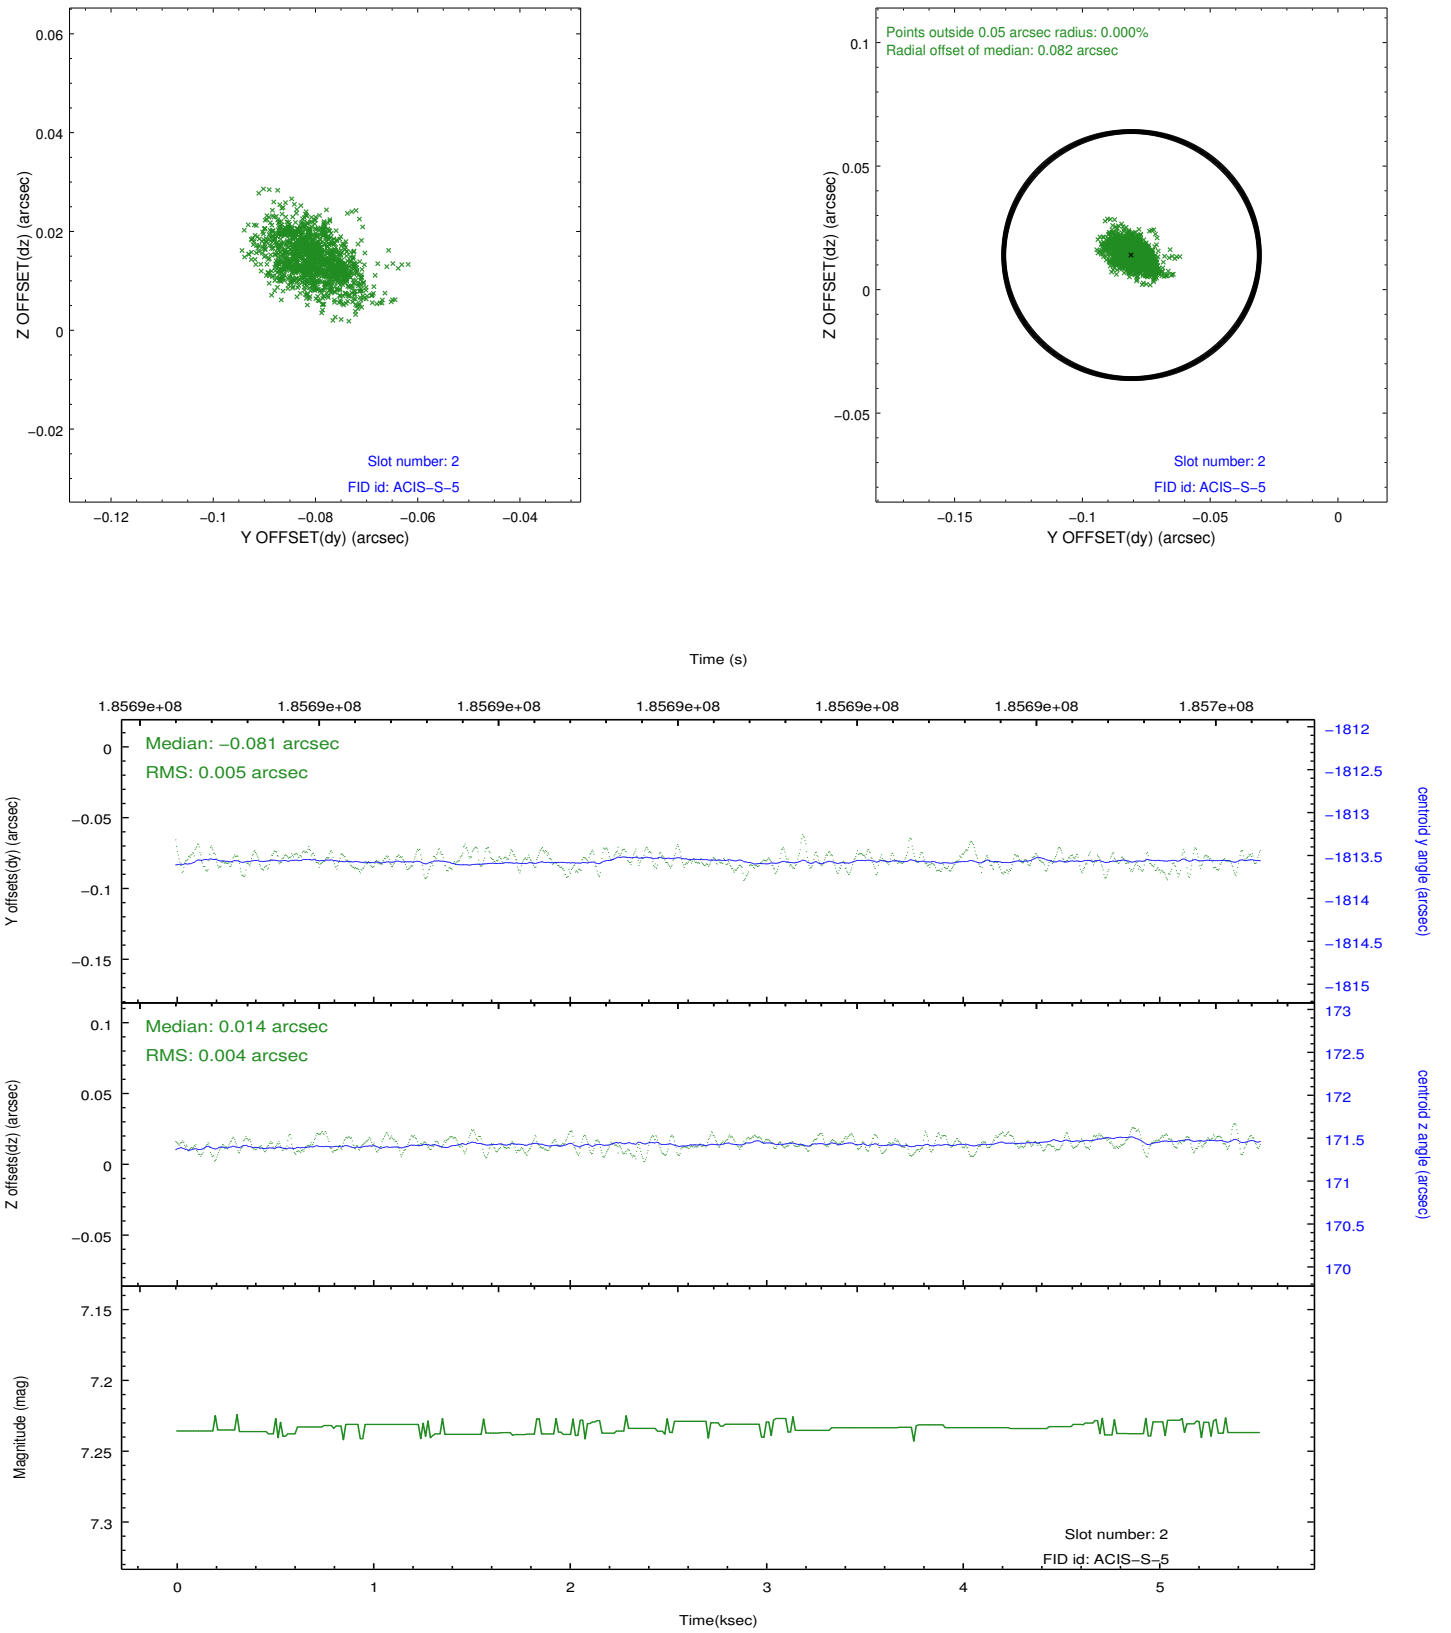 0.06
0.04
0.02
0
−0.02
Z OFFSET(dz) (arcsec)
Slot number: 2
FID id: ACIS−S−5
−0.12
−0.1
−0.08
−0.06
−0.04
Y OFFSET(dy) (arcsec)
Points outside 0.05 arcsec radius: 0.000%
Radial offset of median: 0.082 arcsec
0.1
0.05
0
−0.05
Z OFFSET(dz) (arcsec)
Slot number: 2
FID id: ACIS−S−5
−0.15
−0.1
−0.05
0
Y OFFSET(dy) (arcsec)
Time (s)
1.8569e+08 1.8569e+08 1.8569e+08 1.8569e+08 1.8569e+08 1.8569e+08 1.857e+08
Median: −0.081 arcsec
RMS: 0.005 arcsec
0
−0.05
−0.1
−0.15
Y offsets(dy) (arcsec)
−1812
−1812.5
−1813
−1813.5
−1814
−1814.5
−1815
centroid y angle (arcsec)
Median: 0.014 arcsec
RMS: 0.004 arcsec
0.1
0.05
0
−0.05
Z offsets(dz) (arcsec)
173
172.5
172
171.5
171
170.5
170
centroid z angle (arcsec)
7.15
7.2
7.25
7.3
Magnitude (mag)
Slot number: 2
FID id: ACIS−S−5
0 1 2 3 4 5
Time(ksec)